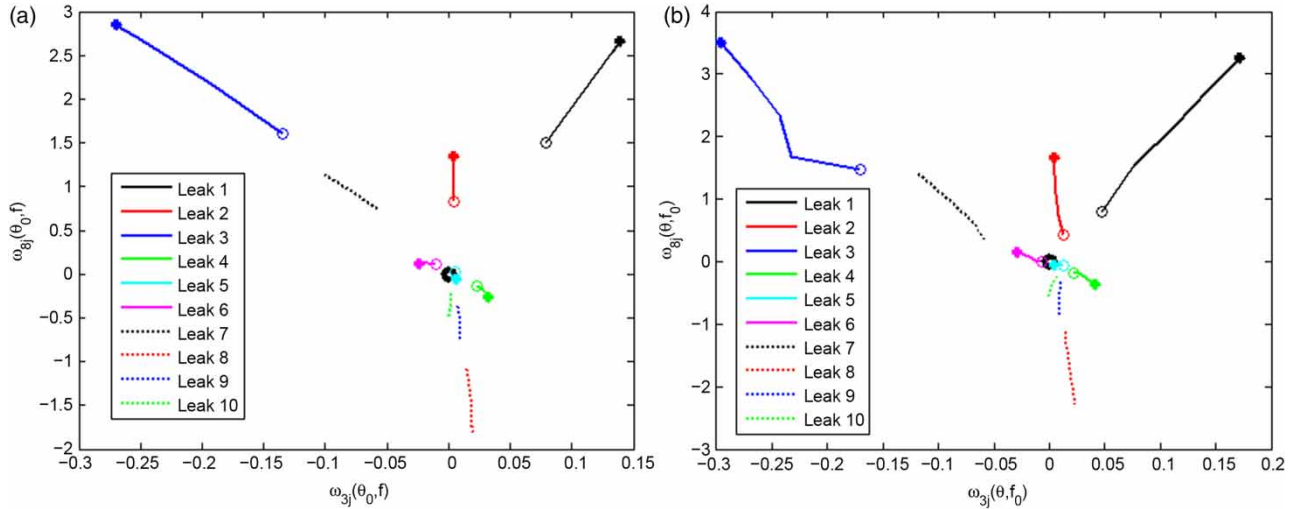 (a)
3
2.5
2
1.5
1
0.5
0
−0.5
−1
−1.5
−2
ω8j(θ0,f)
Leak 1
Leak 2
Leak 3
Leak 4
Leak 5
Leak 6
Leak 7
Leak 8
Leak 9
Leak 10
−0.3 −0.25 −0.2 −0.15 −0.1 −0.05 0 0.05 0.1 0.15
ω3j(θ0,f)
(b)
4
3
2
1
0
−1
−2
−3
ω8j(θ,f0)
Leak 1
Leak 2
Leak 3
Leak 4
Leak 5
Leak 6
Leak 7
Leak 8
Leak 9
Leak 10
−0.3 −0.25 −0.2 −0.15 −0.1 −0.05 0 0.05 0.1 0.15 0.2
ω3j(θ,f0)